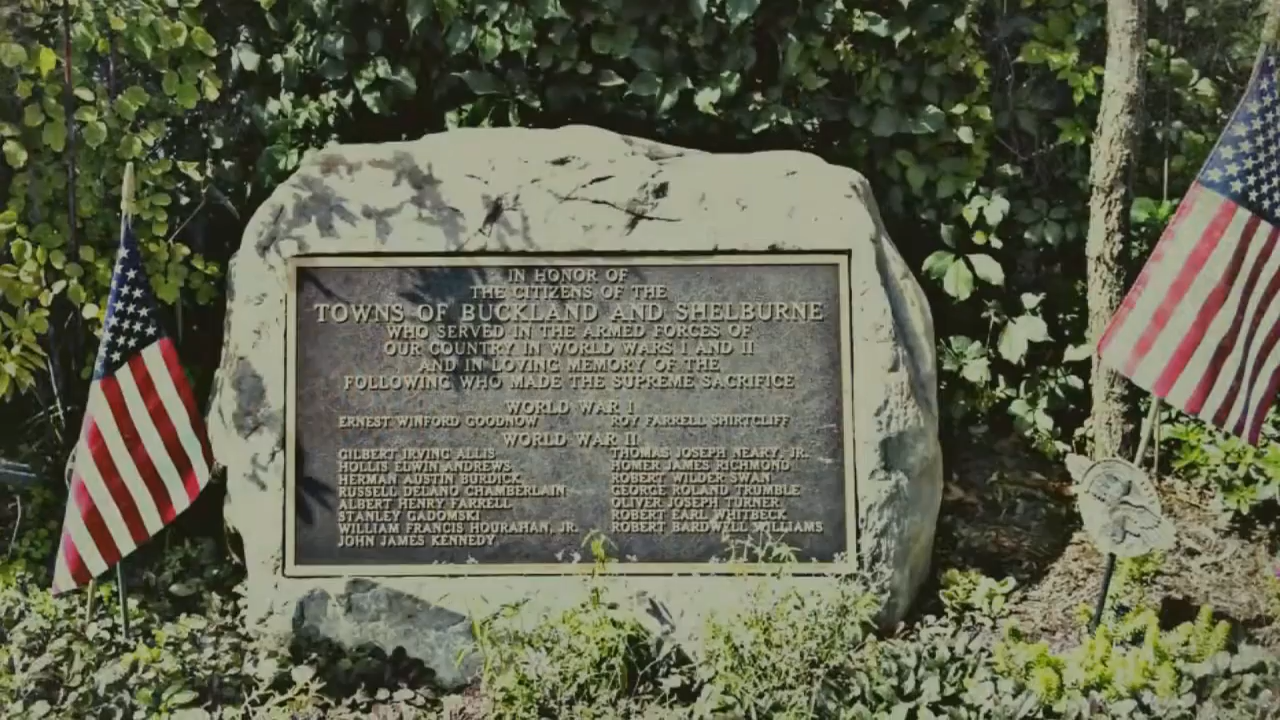 IN HONOR OF
THE CITIZENS OF THE
TOWNS OF BUCKLAND AND SHELBURNE
WHO SERVED IN THE ARMED FORCES OF
OUR COUNTRY IN WORLD WARS I AND II
AND IN LOVING MEMORY OF THE
FOLLOWING WHO MADE THE SUPREME SACRIFICE
WORLD WAR I
ERNEST WINFORD GOODNOW ROY FARRELL SHIRTCLIFF
WORLD WAR II
GILBERT IRVING ALLIS THOMAS JOSEPH NEARY, JR.
HOLLIS EDWIN ANDREWS HOMER JAMES RICHMOND
HERMAN AUSTIN BURDICK ROBERT WILDER SWAN
RUSSELL DELANO CHAMBERLAIN GEORGE ROLAND TRUMBLE
ALBERT HENRY FARRELL OLIVER JOSEPH TURNER
STANLEY GADOMSKI ROBERT EARL WHITBECK
WILLIAM FRANCIS HOURAHAN, JR. ROBERT BARDWELL WILLIAMS
JOHN JAMES KENNEDY